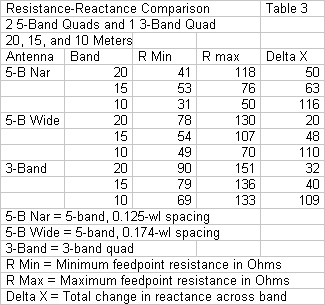 Resistance-Reactance Comparison Table 3
2 5-Band Quads and 1 3-Band Quad
20, 15, and 10 Meters
Antenna Band R Min R max Delta X
5-B Nar 20 41 118 50
15 53 76 63
10 31 50 116
5-B Wide 20 78 130 20
15 54 107 48
10 49 70 110
3-Band 20 90 151 32
15 79 136 40
10 69 133 109
5-B Nar = 5-band, 0.125-wl spacing
5-B Wide = 5-band, 0.174-wl spacing
3-Band = 3-band quad
R Min = Minimum feedpoint resistance in Ohms
R Max = Maximum feedpoint resistance in Ohms
Delta X = Total change in reactance across band